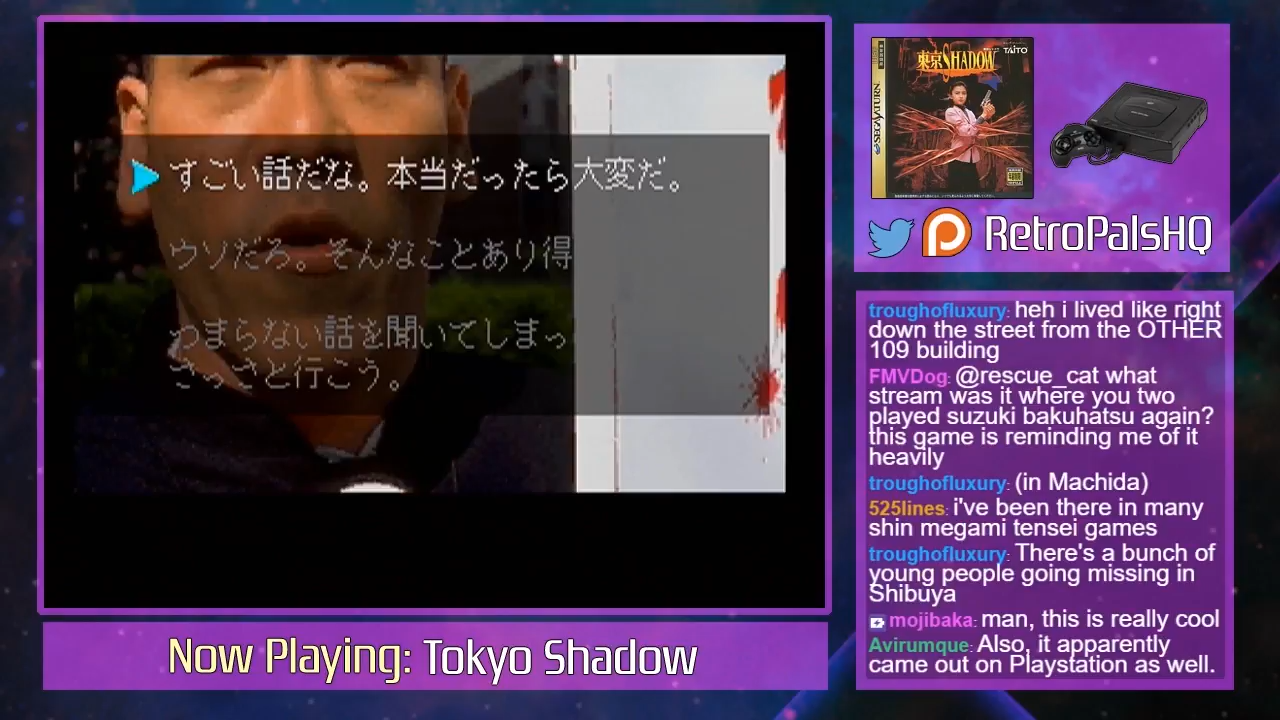 すごい話だな。本当だったら大変だ。
ウソだろ。そんなことあり得
つまらない話を聞いてしまっ
さっさと行こう。
Now Playing: Tokyo Shadow
TAITO
東京SHADOW
SEGA SATURN
RetroPalsHQ
troughofluxury: heh i lived like right
down the street from the OTHER
109 building
FMVDog: @rescue_cat what
stream was it where you two
played suzuki bakuhatsu again?
this game is reminding me of it
heavily
troughofluxury: (in Machida)
525lines: i've been there in many
shin megami tensei games
troughofluxury: There's a bunch of
young people going missing in
Shibuya
mojibaka: man, this is really cool
Avirumque: Also, it apparently
came out on Playstation as well.